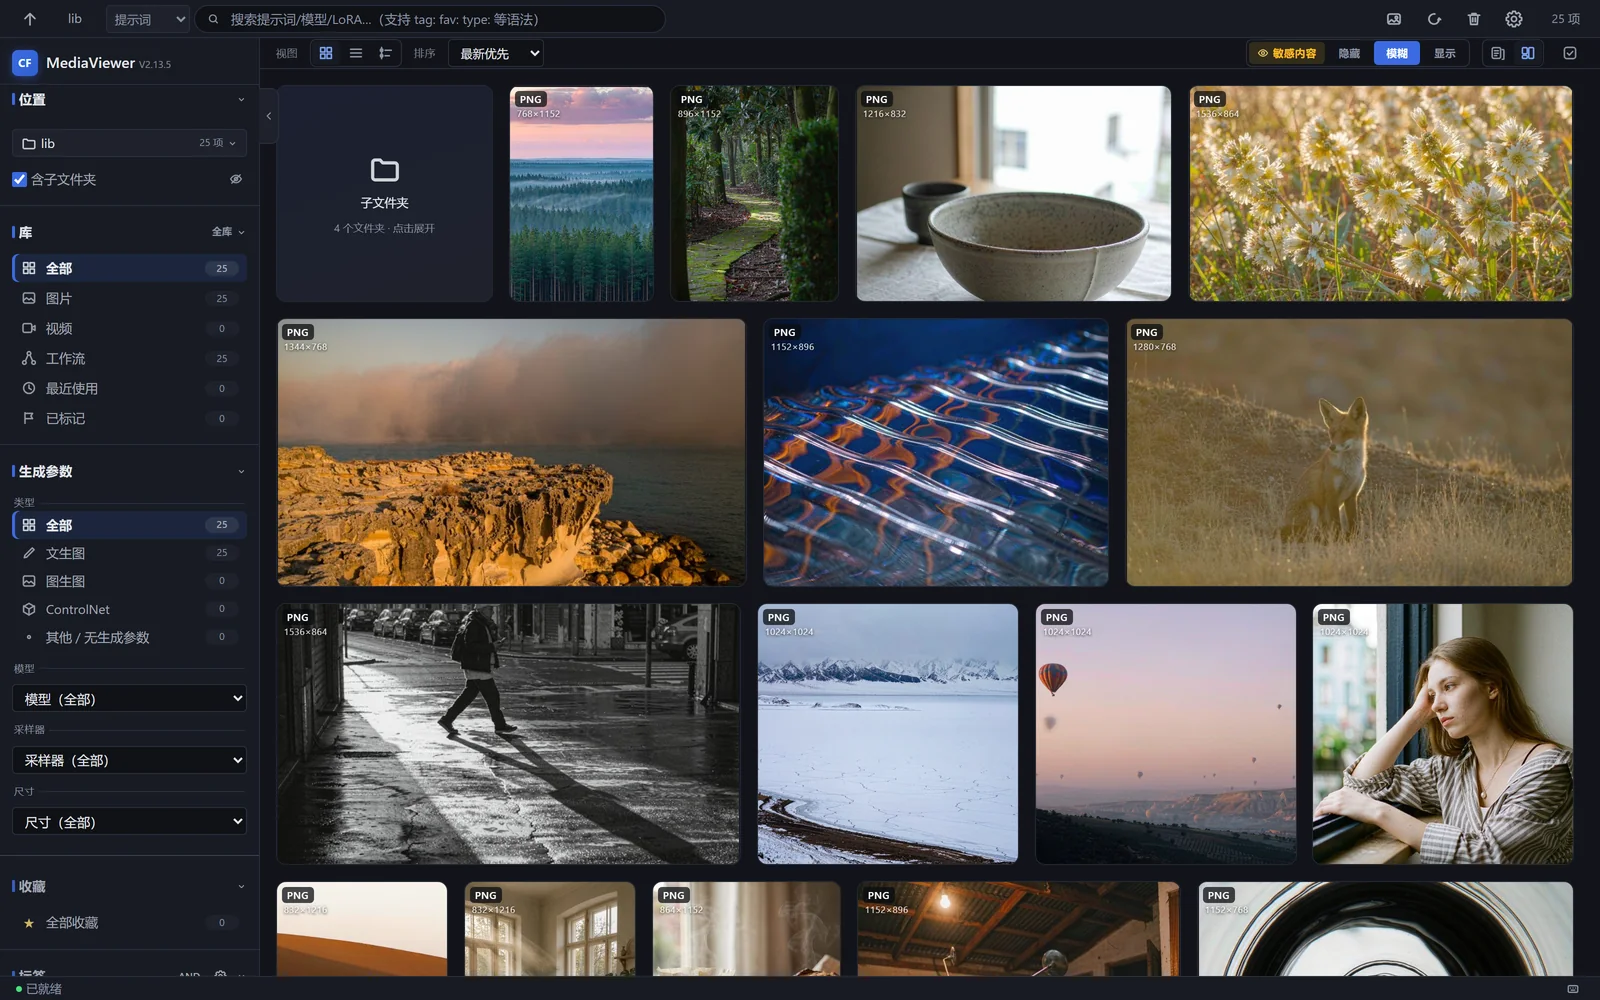 lib
提示词
搜索提示词/模型/LoRA... (支持 tag: fav: type: 等语法)
25 项
CF MediaViewer V2.13.5
视图
排序
最新优先
敏感内容
隐藏
模糊
显示
位置
lib
25 项
含子文件夹
库
全库
全部
25
图片
25
视频
0
工作流
25
最近使用
0
已标记
0
生成参数
类型
全部
25
文生图
25
图生图
0
ControlNet
0
其他 / 无生成参数
0
模型
模型 (全部)
采样器
采样器 (全部)
尺寸
尺寸 (全部)
收藏
全部收藏
0
标签
AND
已就绪
子文件夹
4 个文件夹 · 点击展开
PNG
768×1152
PNG
896×1152
PNG
1216×832
PNG
1536×864
PNG
1344×768
PNG
1152×896
PNG
1280×768
PNG
1536×864
PNG
1024×1024
PNG
1024×1024
PNG
1024×1024
PNG
832×1216
PNG
832×1216
PNG
864×1152
PNG
1152×896
PNG
1152×768